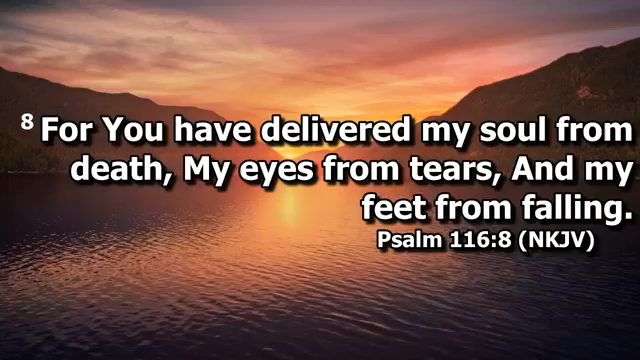 8 For You have delivered my soul from
death, My eyes from tears, And my
feet from falling.
Psalm 116:8 (NKJV)